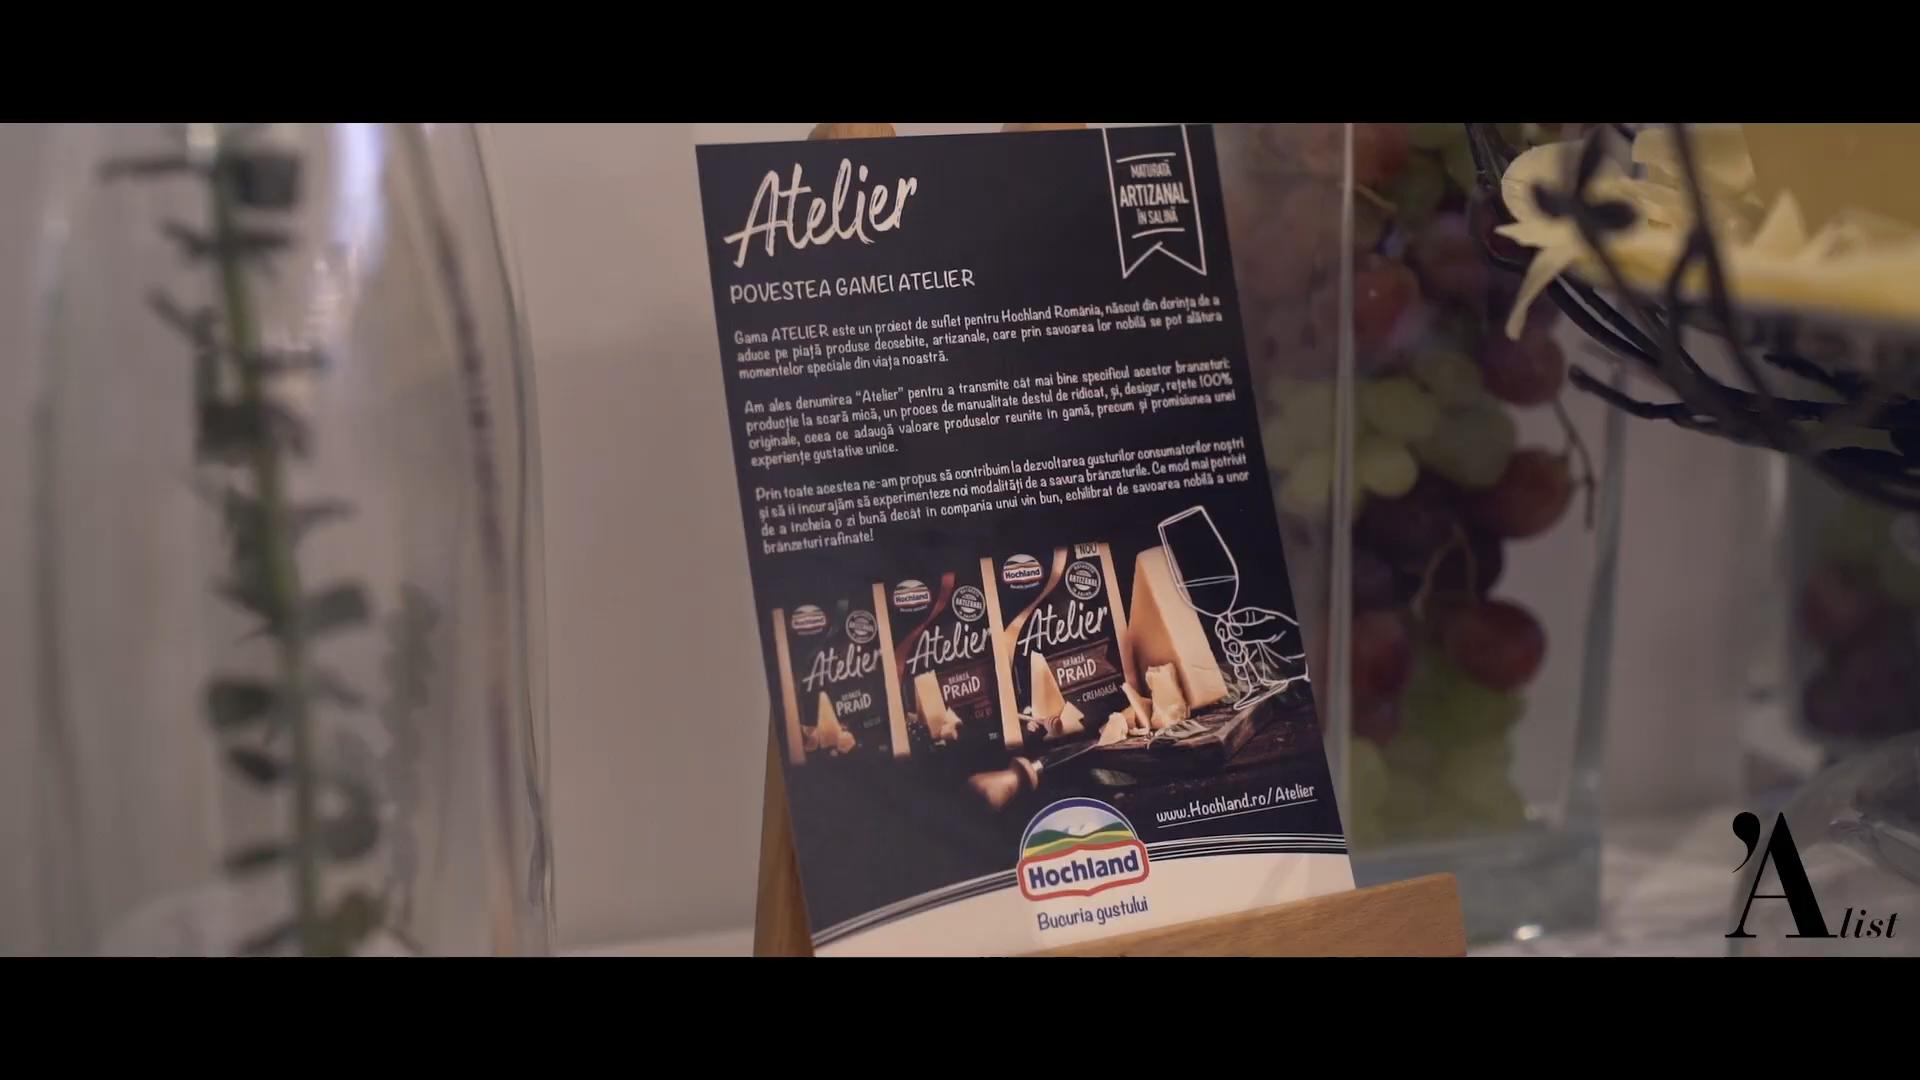 Atelier
MATURATĂ
ARTIZANAL
ÎN SALINĂ
POVESTEA GAMEI ATELIER
Gama ATELIER este un proiect de suflet pentru Hochland România, născut din dorința de a
aduce pe piață produse deosebite, artizanale, care prin savoarea lor nobilă se pot alătura
momentelor speciale din viața noastră.
Am ales denumirea “Atelier” pentru a transmite cât mai bine specificul acestor branzeturi:
producție la scară mică, un proces de manualitate destul de ridicat, și, desigur, rețete 100%
originale, ceea ce adaugă valoare produselor reunite în gamă, precum și promisiunea unei
experiențe gustative unice.
Prin toate acestea ne-am propus să contribuim la dezvoltarea gusturilor consumatorilor noștri
și să îi încurajăm să experimenteze noi modalități de a savura brânzeturile. Ce mod mai potrivit
de a încheia o zi bună decât în compania unui vin bun, echilibrat de savoarea nobilă a unor
brânzeturi rafinate!
Hochland
ARTIZANAL
Atelier
BRÂNZĂ
PRAID
Hochland
ARTIZANAL
Atelier
BRÂNZĂ
PRAID
CU
NOU
Hochland
ARTIZANAL
Atelier
BRÂNZĂ
PRAID
- CREMOASĂ
www.Hochland.ro/Atelier
Hochland
Bucuria gustului
'A list